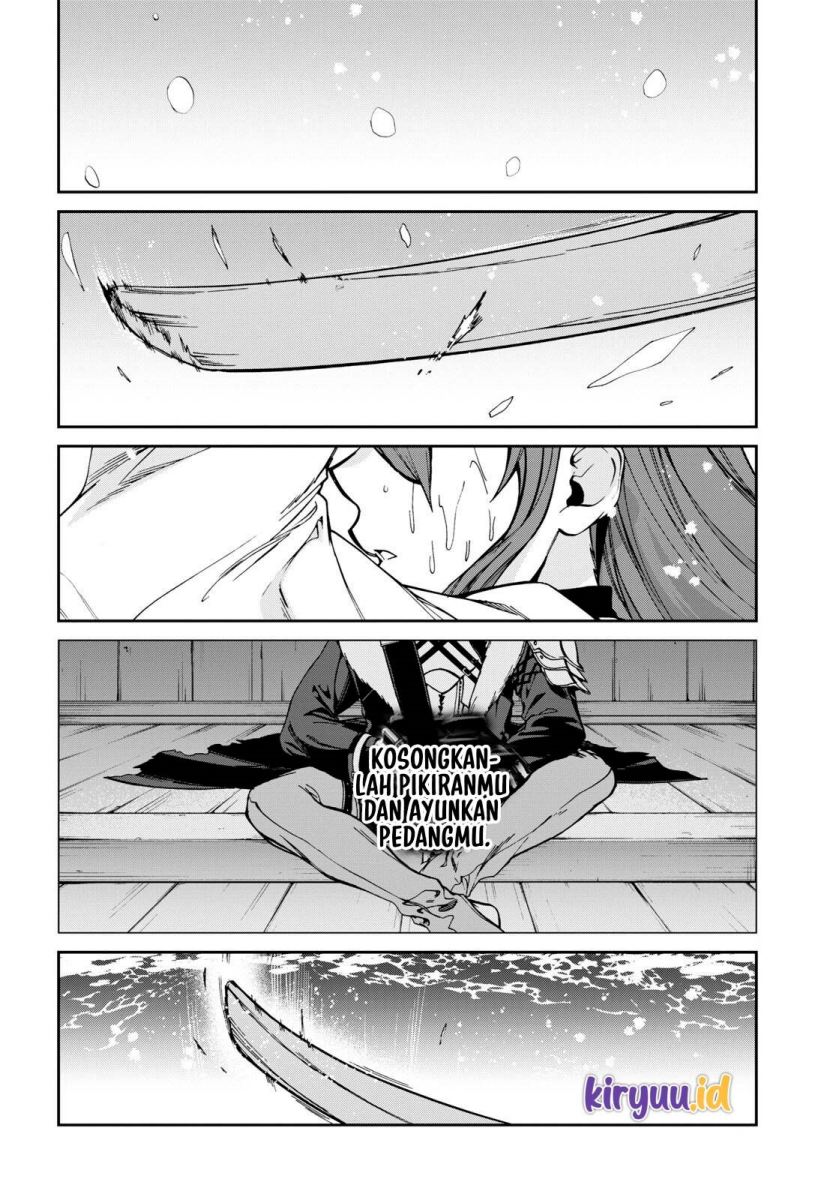 KOSONGKAN-
LAH PIKIRANMU
DAN AYUNKAN
PEDANGMU.
kiryuu.id